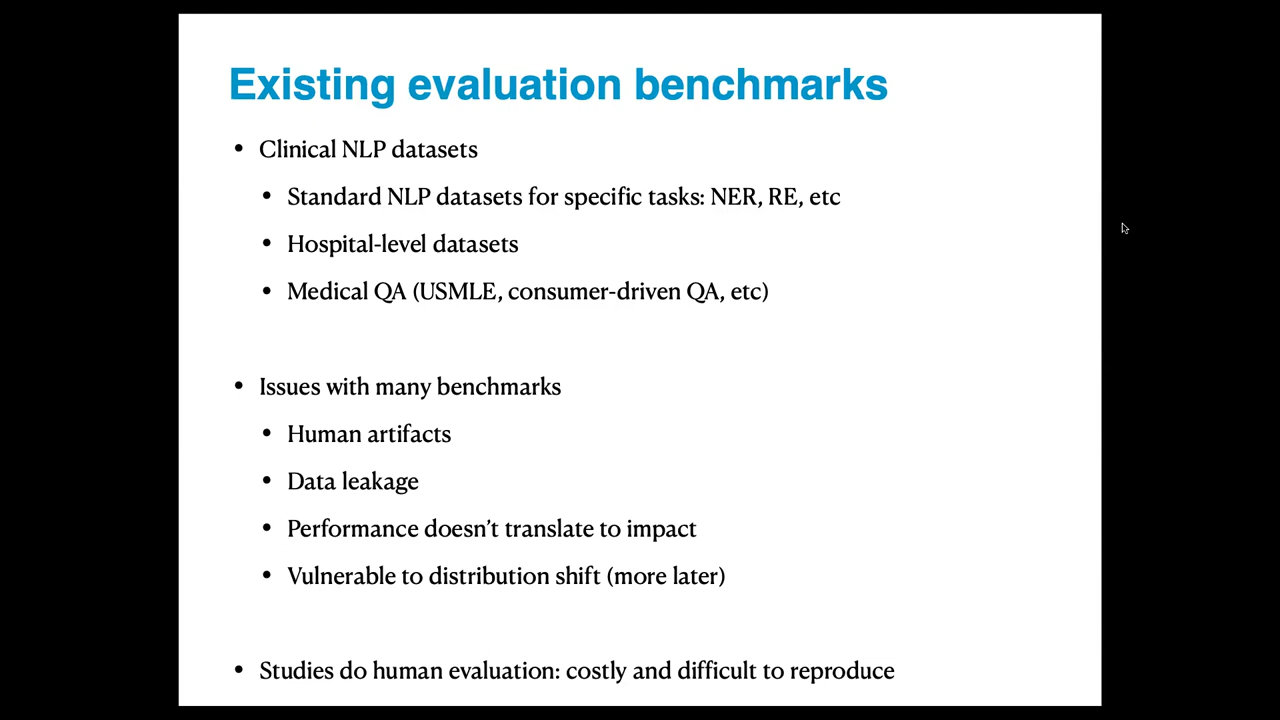 Existing evaluation benchmarks
• Clinical NLP datasets
• Standard NLP datasets for specific tasks: NER, RE, etc
• Hospital-level datasets
• Medical QA (USMLE, consumer-driven QA, etc)
• Issues with many benchmarks
• Human artifacts
• Data leakage
• Performance doesn’t translate to impact
• Vulnerable to distribution shift (more later)
• Studies do human evaluation: costly and difficult to reproduce